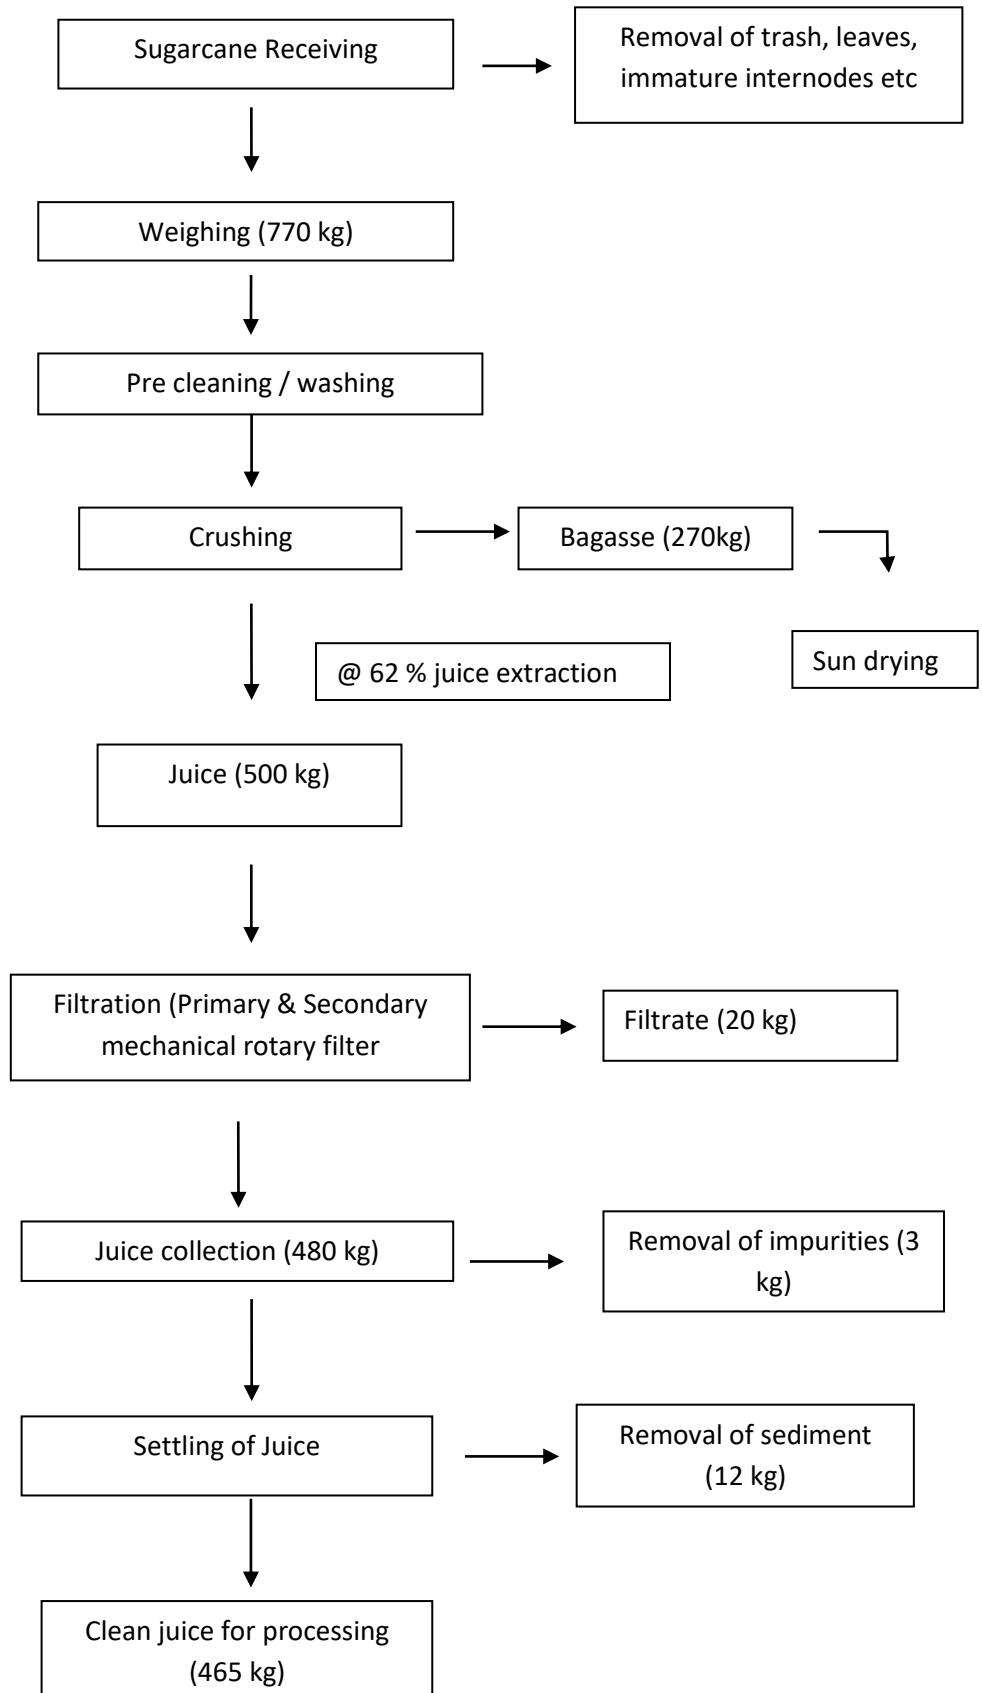 Sugarcane Receiving
Removal of trash, leaves,
immature internodes etc
Weighing (770 kg)
Pre cleaning / washing
Crushing
Bagasse (270kg)
@ 62 % juice extraction
Sun drying
Juice (500 kg)
Filtration (Primary & Secondary
mechanical rotary filter
Filtrate (20 kg)
Juice collection (480 kg)
Removal of impurities (3
kg)
Settling of Juice
Removal of sediment
(12 kg)
Clean juice for processing
(465 kg)